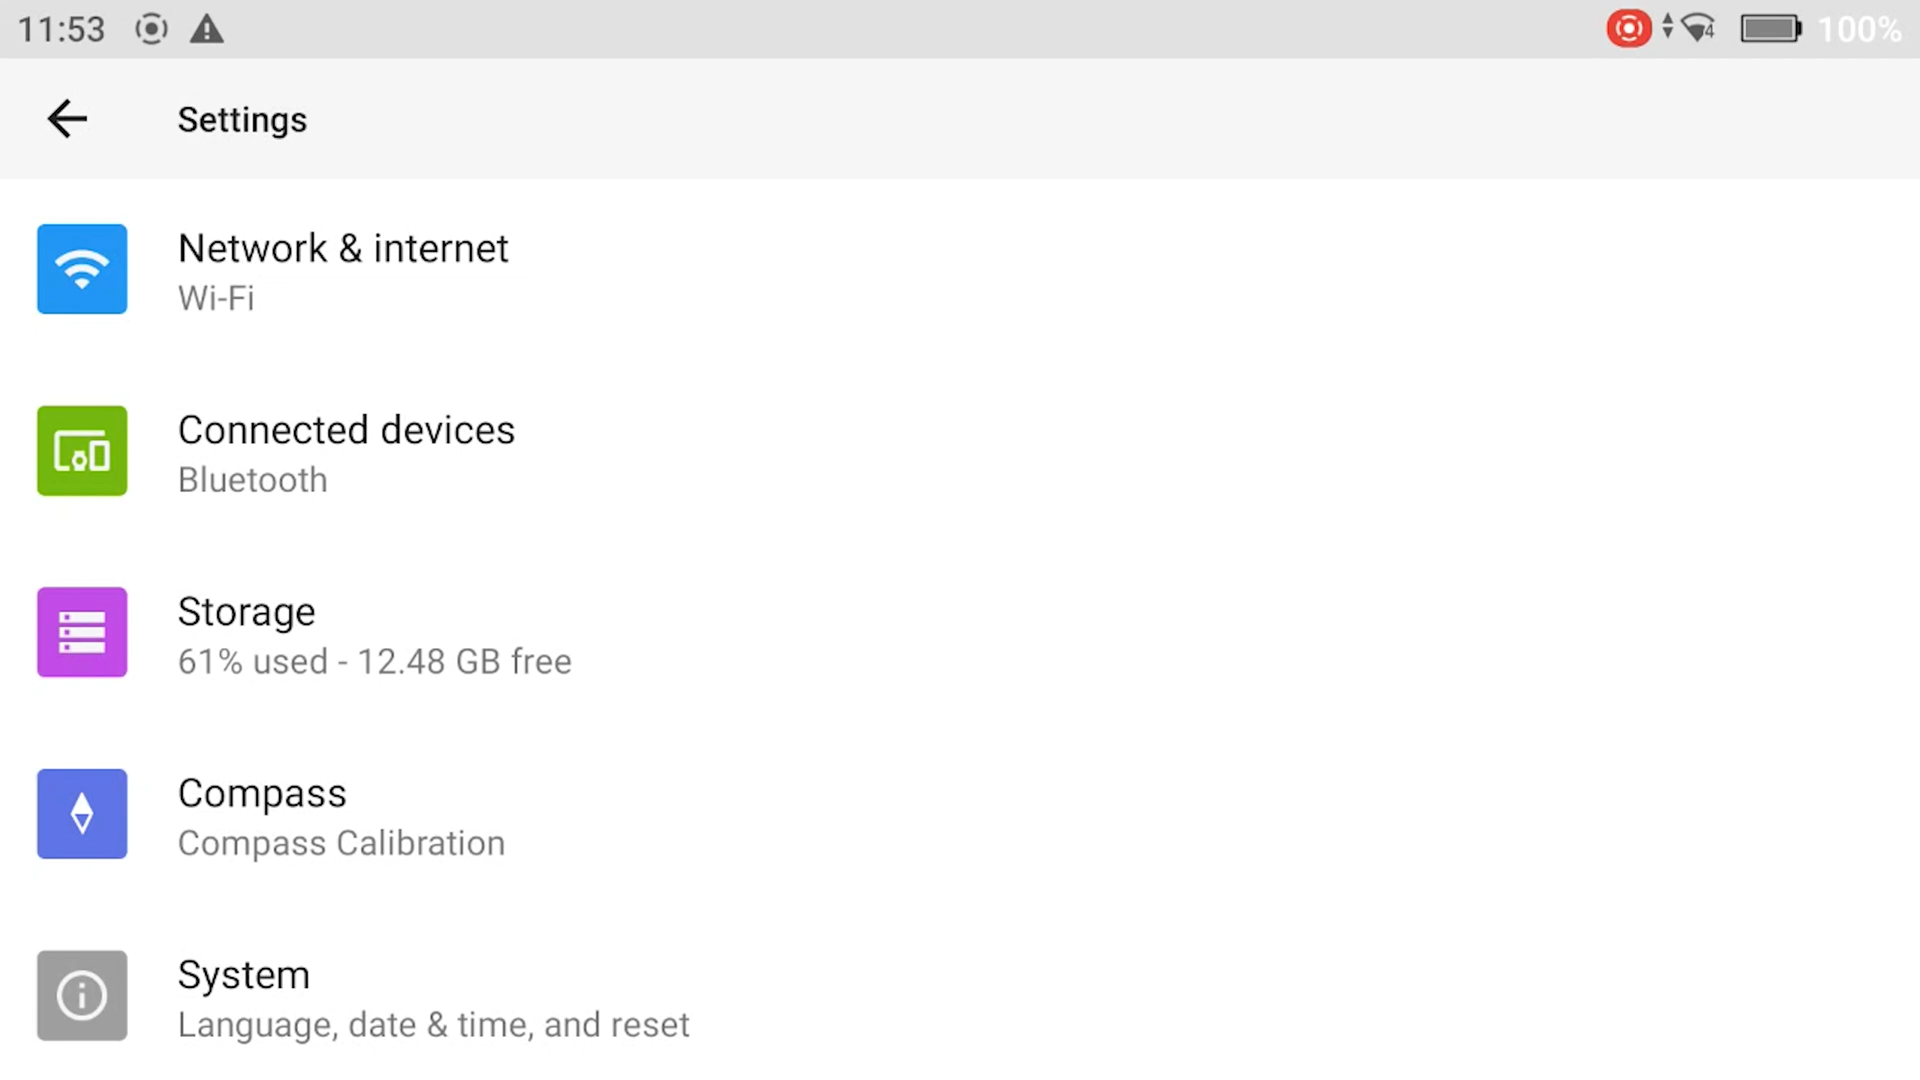 11:53
4
100%
Settings
Network & internet
Wi-Fi
Connected devices
Bluetooth
Storage
61% used - 12.48 GB free
Compass
Compass Calibration
System
Language, date & time, and reset